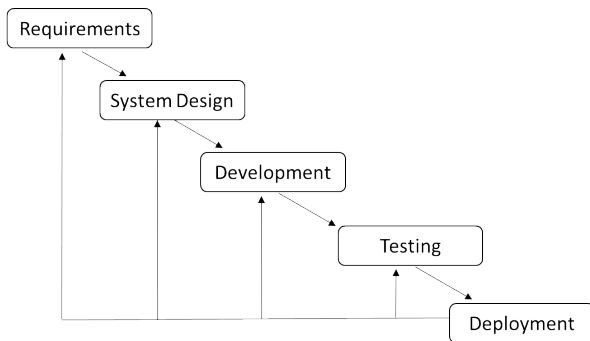 Requirements
System Design
Development
Testing
Deployment